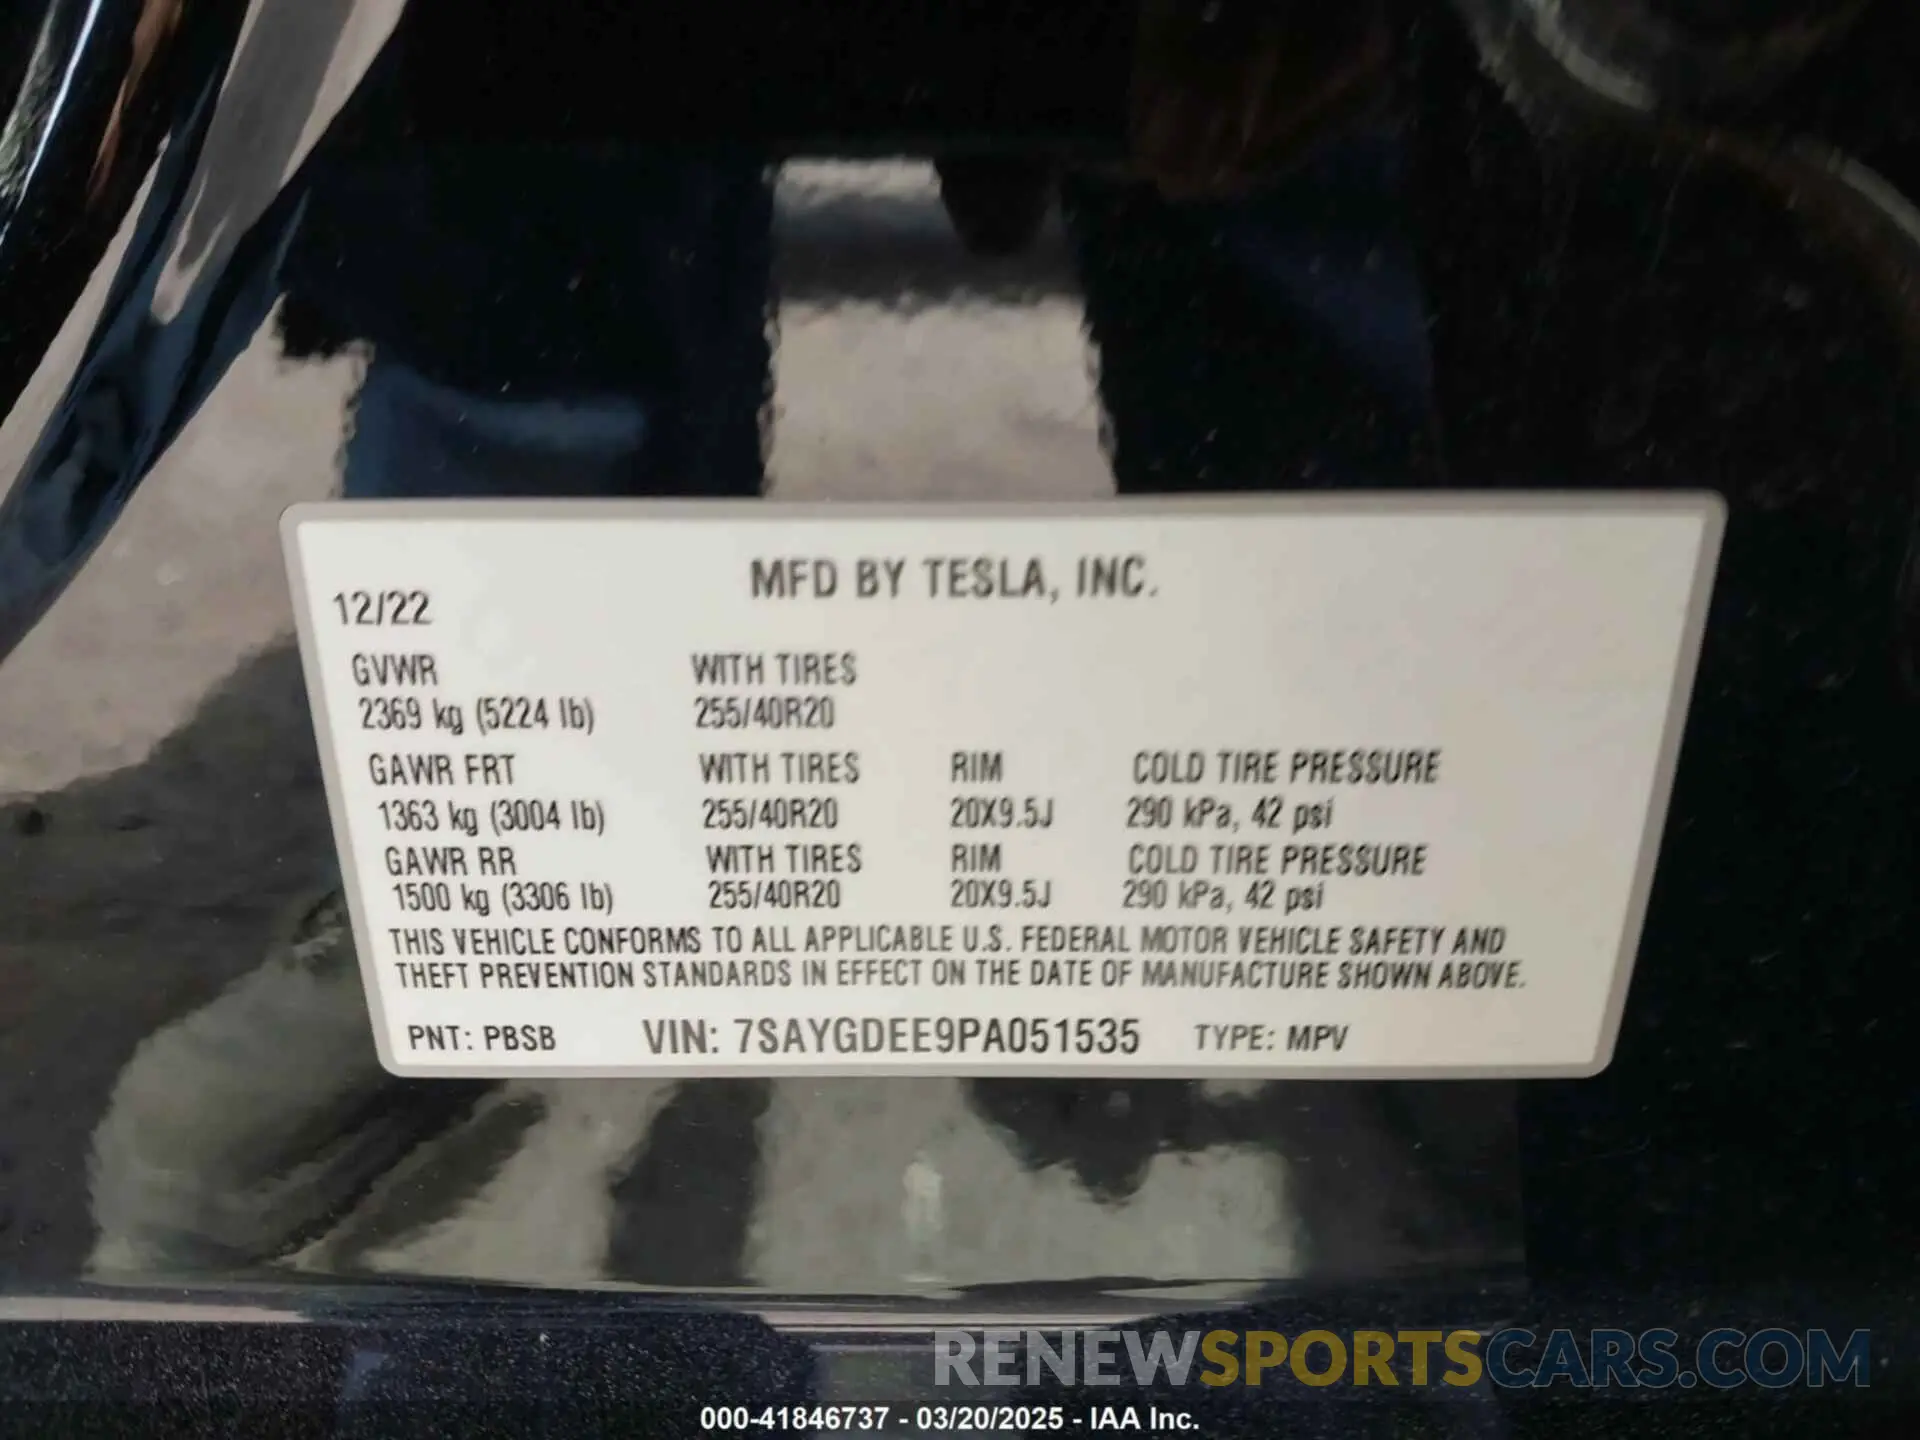 MFD BY TESLA, INC.
12/22
GVWR WITH TIRES
2369 kg (5224 lb) 255/40R20
GAWR FRT WITH TIRES RIM COLD TIRE PRESSURE
1363 kg (3004 lb) 255/40R20 20X9.5J 290 kPa, 42 psi
GAWR RR WITH TIRES RIM COLD TIRE PRESSURE
1500 kg (3306 lb) 255/40R20 20X9.5J 290 kPa, 42 psi
THIS VEHICLE CONFORMS TO ALL APPLICABLE U.S. FEDERAL MOTOR VEHICLE SAFETY AND
THEFT PREVENTION STANDARDS IN EFFECT ON THE DATE OF MANUFACTURE SHOWN ABOVE.
PNT: PBSB VIN: 7SAYGDEE9PA051535 TYPE: MPV
RENEWSPORTSCARS.COM
000-41846737 - 03/20/2025 - IAA Inc.